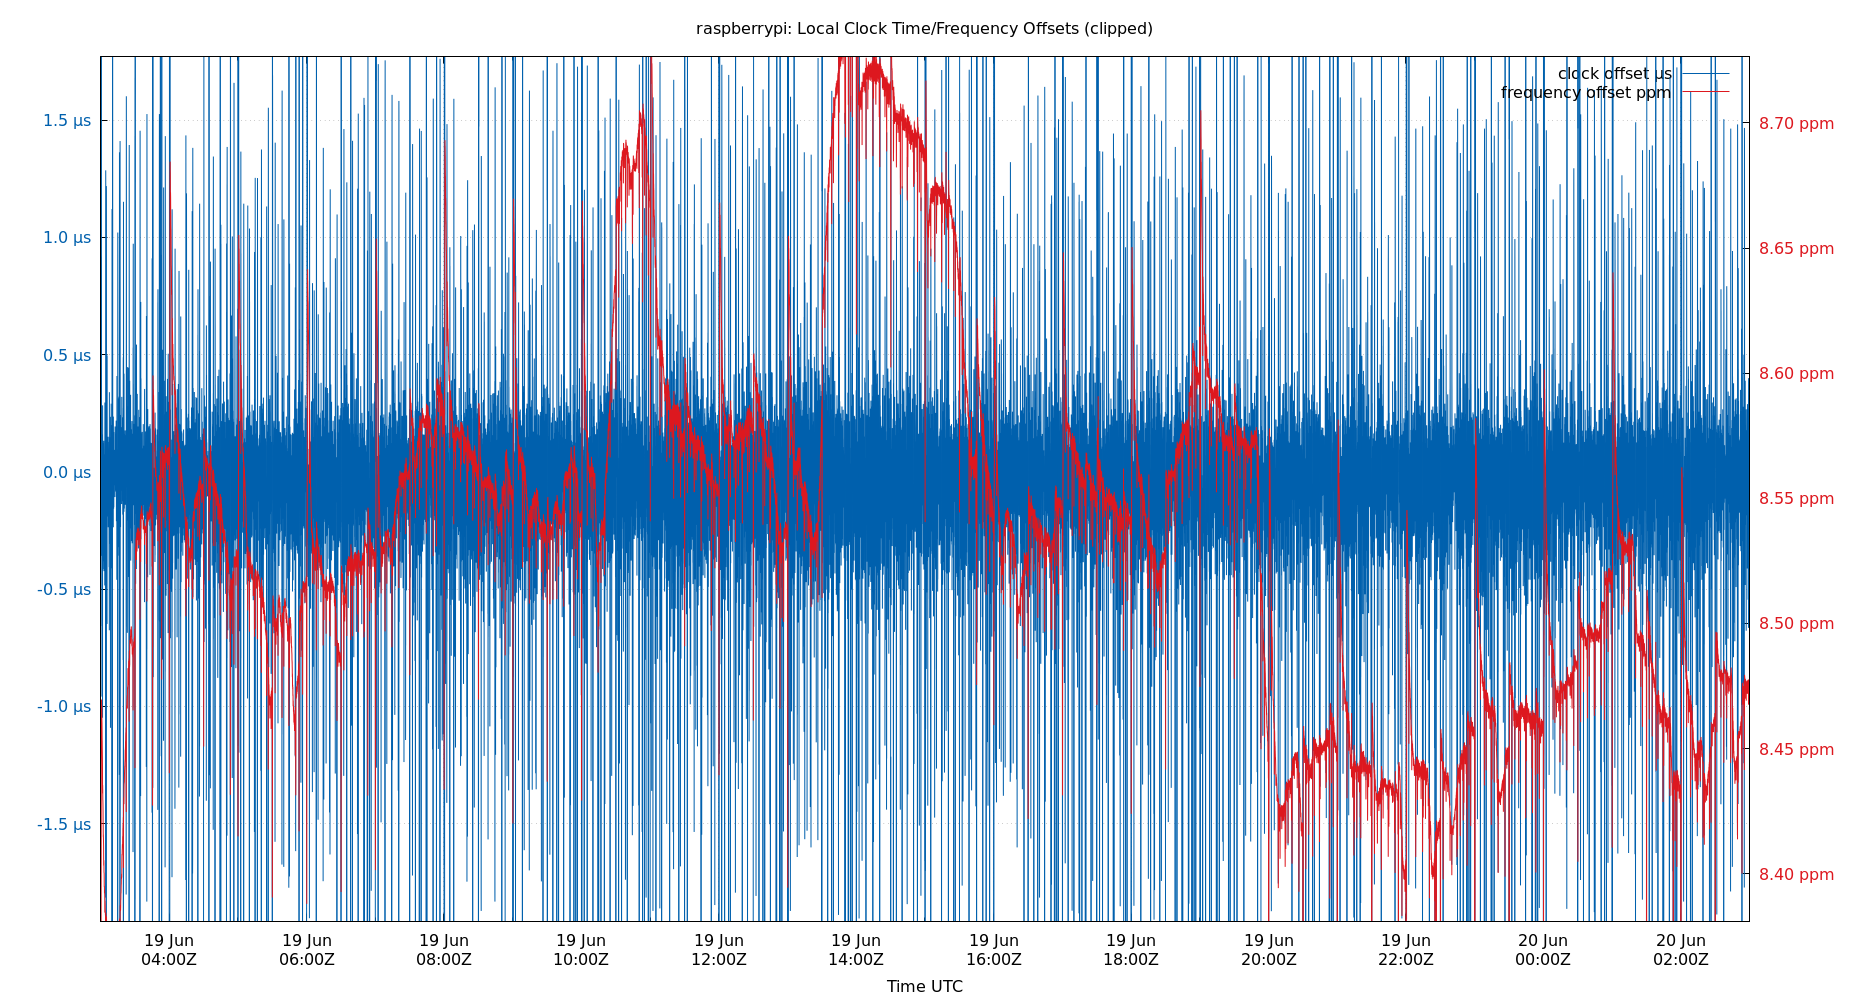 raspberrypi: Local Clock Time/Frequency Offsets (clipped)
clock offset µs
frequency offset ppm
1.5 µs
1.0 µs
0.5 µs
0.0 µs
-0.5 µs
-1.0 µs
-1.5 µs
8.70 ppm
8.65 ppm
8.60 ppm
8.55 ppm
8.50 ppm
8.45 ppm
8.40 ppm
19 Jun 19 Jun 19 Jun 19 Jun 19 Jun 19 Jun 19 Jun 19 Jun 19 Jun 19 Jun 20 Jun 20 Jun
04:00Z 06:00Z 08:00Z 10:00Z 12:00Z 14:00Z 16:00Z 18:00Z 20:00Z 22:00Z 00:00Z 02:00Z
Time UTC